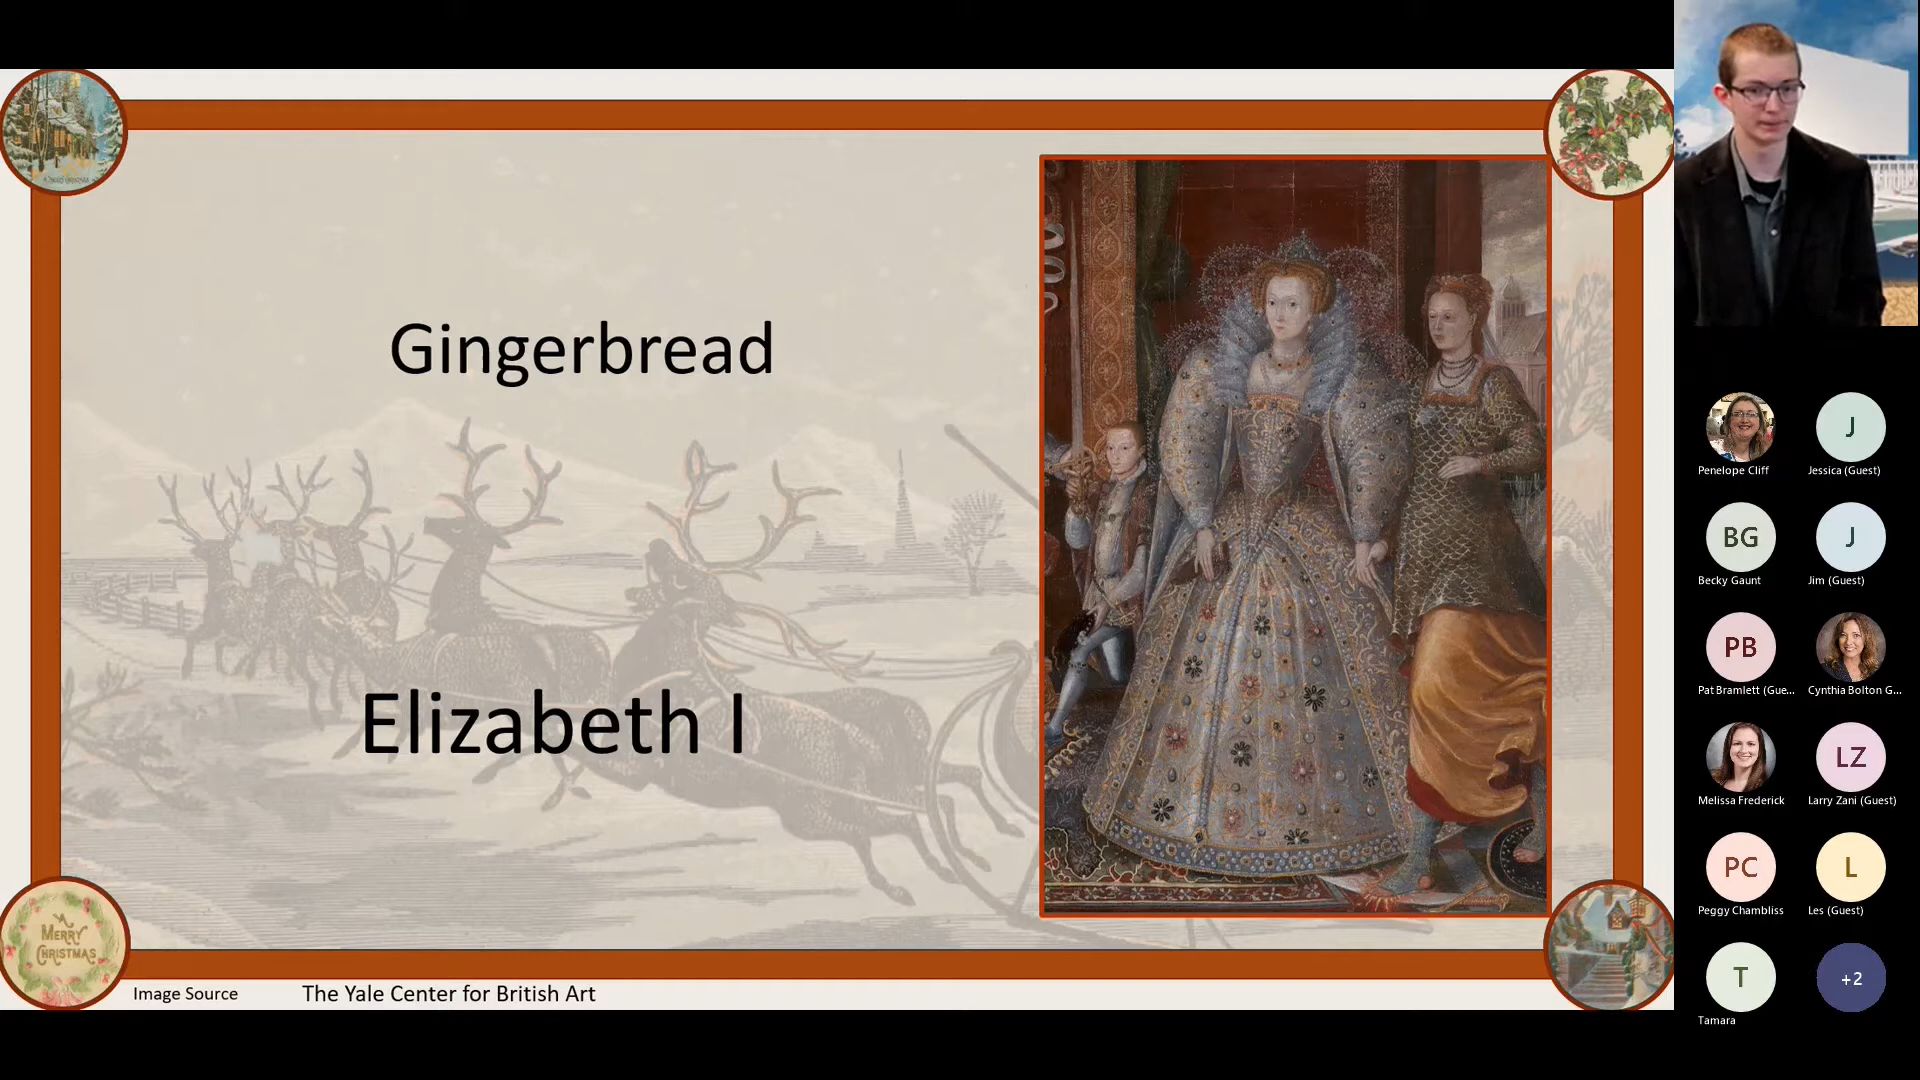 Gingerbread
Elizabeth I
A
MERRY
CHRISTMAS
Image Source
The Yale Center for British Art
Penelope Cliff
J
Jessica (Guest)
BG
Becky Gaunt
J
Jim (Guest)
PB
Pat Bramlett (Gue...
Cynthia Bolton G...
Melissa Frederick
LZ
Larry Zani (Guest)
PC
Peggy Chambliss
L
Les (Guest)
T
Tamara
+2